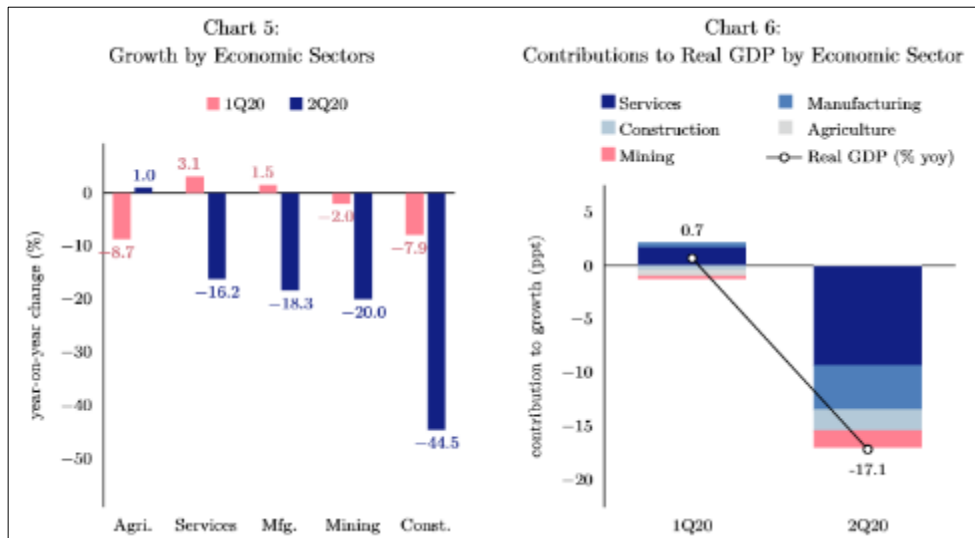 Chart 5:
Growth by Economic Sectors
1Q20 2Q20
year-on-year change (%)
0
−10
−20
−30
−40
−50
−8.7
1.0
3.1
−16.2
1.5
−18.3
−2.0
−20.0
−7.9
−44.5
Agri. Services Mfg. Mining Const.
Chart 6:
Contributions to Real GDP by Economic Sector
Services Manufacturing
Construction Agriculture
Mining Real GDP (% yoy)
contribution to growth (ppt)
5
0
−5
−10
−15
−20
0.7
-17.1
1Q20 2Q20